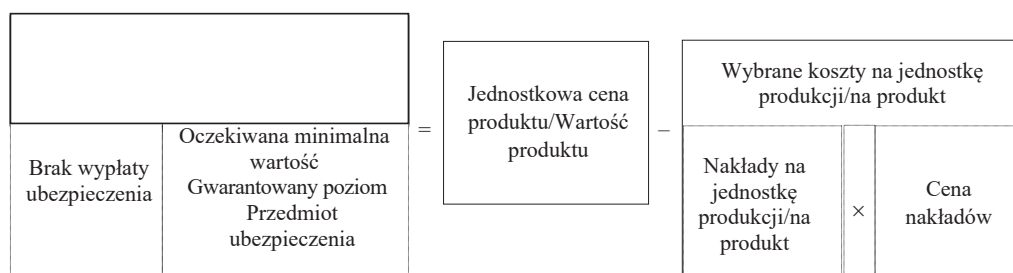 Brak wypłaty
ubezpieczenia
Oczekiwana minimalna
wartość
Gwarantowany poziom
Przedmiot
ubezpieczenia
=
Jednostkowa cena
produktu/Wartość
produktu
–
Wybrane koszty na jednostkę
produkcji/na produkt
Nakłady na
jednostkę
produkcji/na
produkt
×
Cena
nakładów